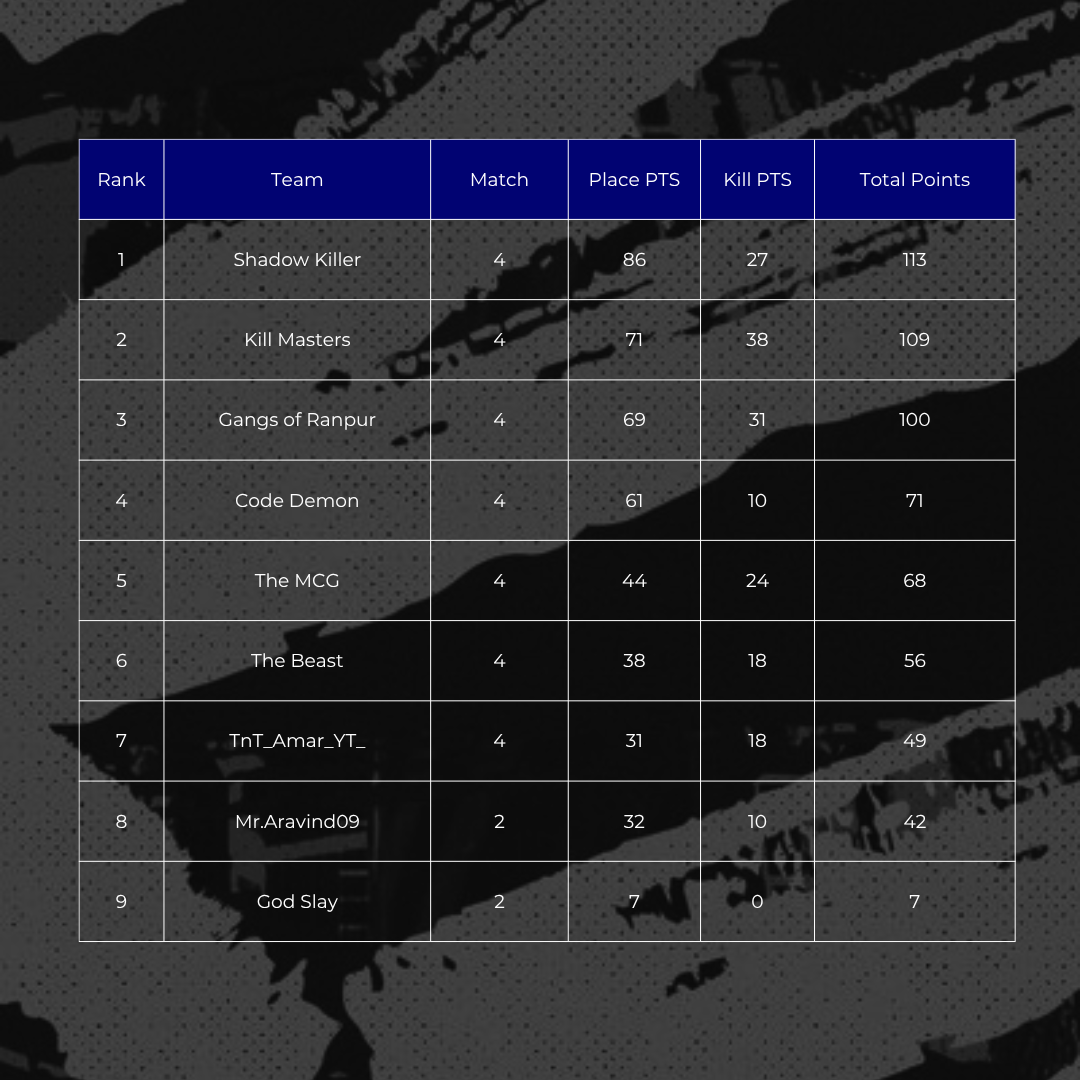 Rank Team Match Place PTS Kill PTS Total Points
1 Shadow Killer 4 86 27 113
2 Kill Masters 4 71 38 109
3 Gangs of Ranpur 4 69 31 100
4 Code Demon 4 61 10 71
5 The MCG 4 44 24 68
6 The Beast 4 38 18 56
7 TnT_Amar_YT_ 4 31 18 49
8 Mr.Aravind09 2 32 10 42
9 God Slay 2 7 0 7